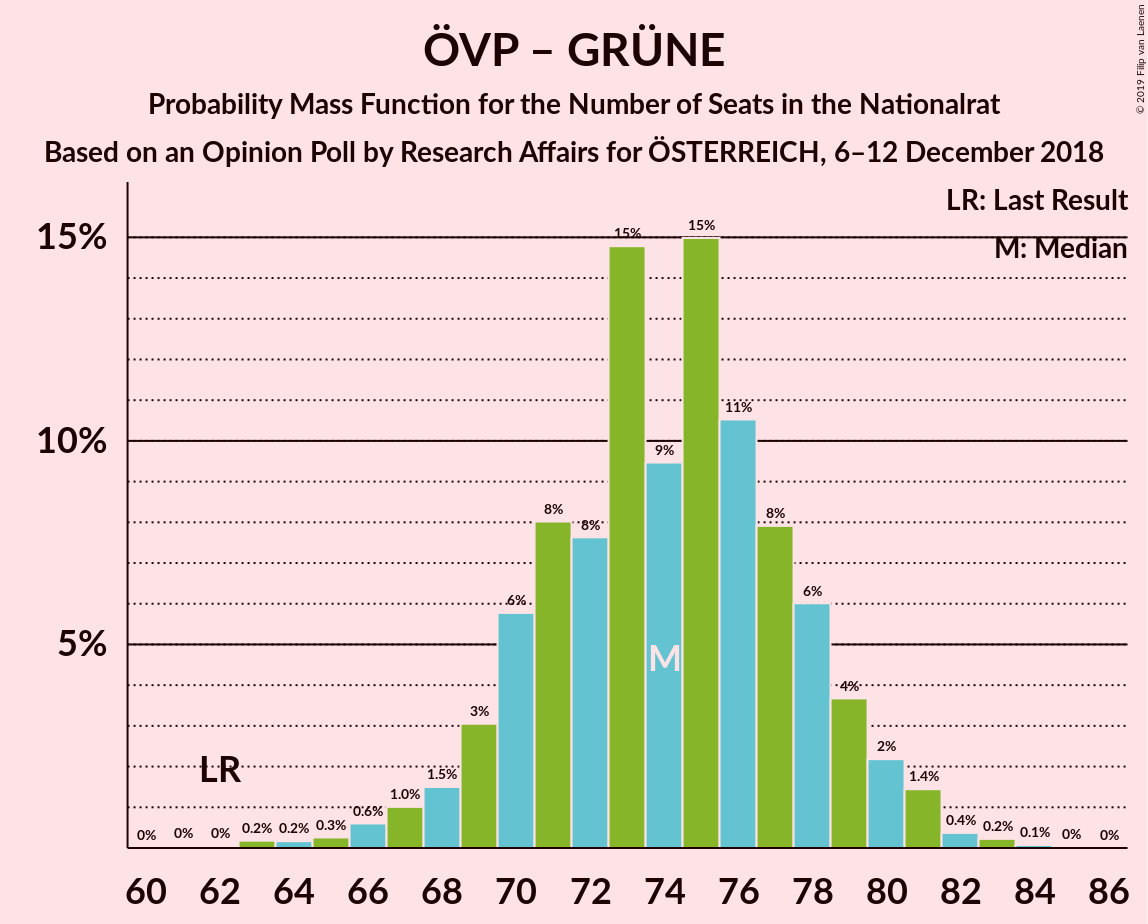 ÖVP – GRÜNE
Probability Mass Function for the Number of Seats in the Nationalrat
Based on an Opinion Poll by Research Affairs for ÖSTERREICH, 6–12 December 2018
© 2019 Filip van Laenen
LR: Last Result
M: Median
15%
10%
5%
0% 0% 0% 0.2% 0.2% 0.3% 0.6% 1.0% 1.5% 3% 6% 8% 8% 15% 9% 15% 11% 8% 6% 4% 2% 1.4% 0.4% 0.2% 0.1% 0% 0%
M
LR
60 62 64 66 68 70 72 74 76 78 80 82 84 86